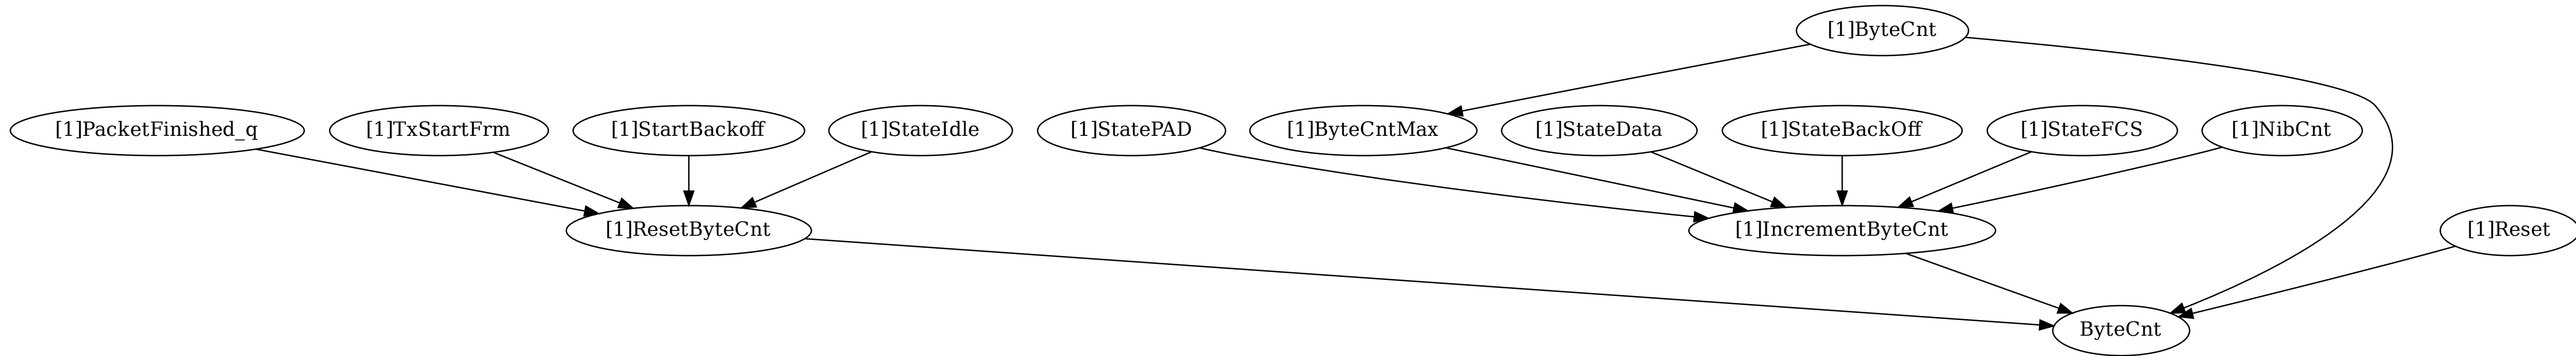 [1]ByteCnt
[1]PacketFinished_q
[1]TxStartFrm
[1]StartBackoff
[1]StateIdle
[1]StatePAD
[1]ByteCntMax
[1]StateData
[1]StateBackOff
[1]StateFCS
[1]NibCnt
[1]ResetByteCnt
[1]IncrementByteCnt
[1]Reset
ByteCnt